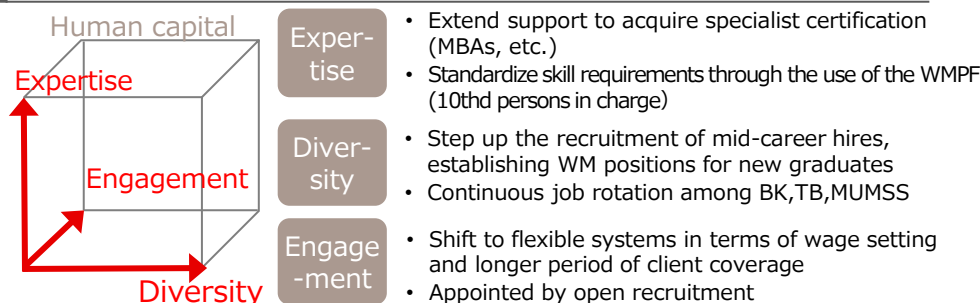 Human capital
Expertise
Engagement
Diversity
Exper-
tise
• Extend support to acquire specialist certification
(MBAs, etc.)
• Standardize skill requirements through the use of the WMPF
(10thd persons in charge)
Diver-
sity
• Step up the recruitment of mid-career hires,
establishing WM positions for new graduates
• Continuous job rotation among BK,TB,MUMSS
Engage
-ment
• Shift to flexible systems in terms of wage setting
and longer period of client coverage
• Appointed by open recruitment